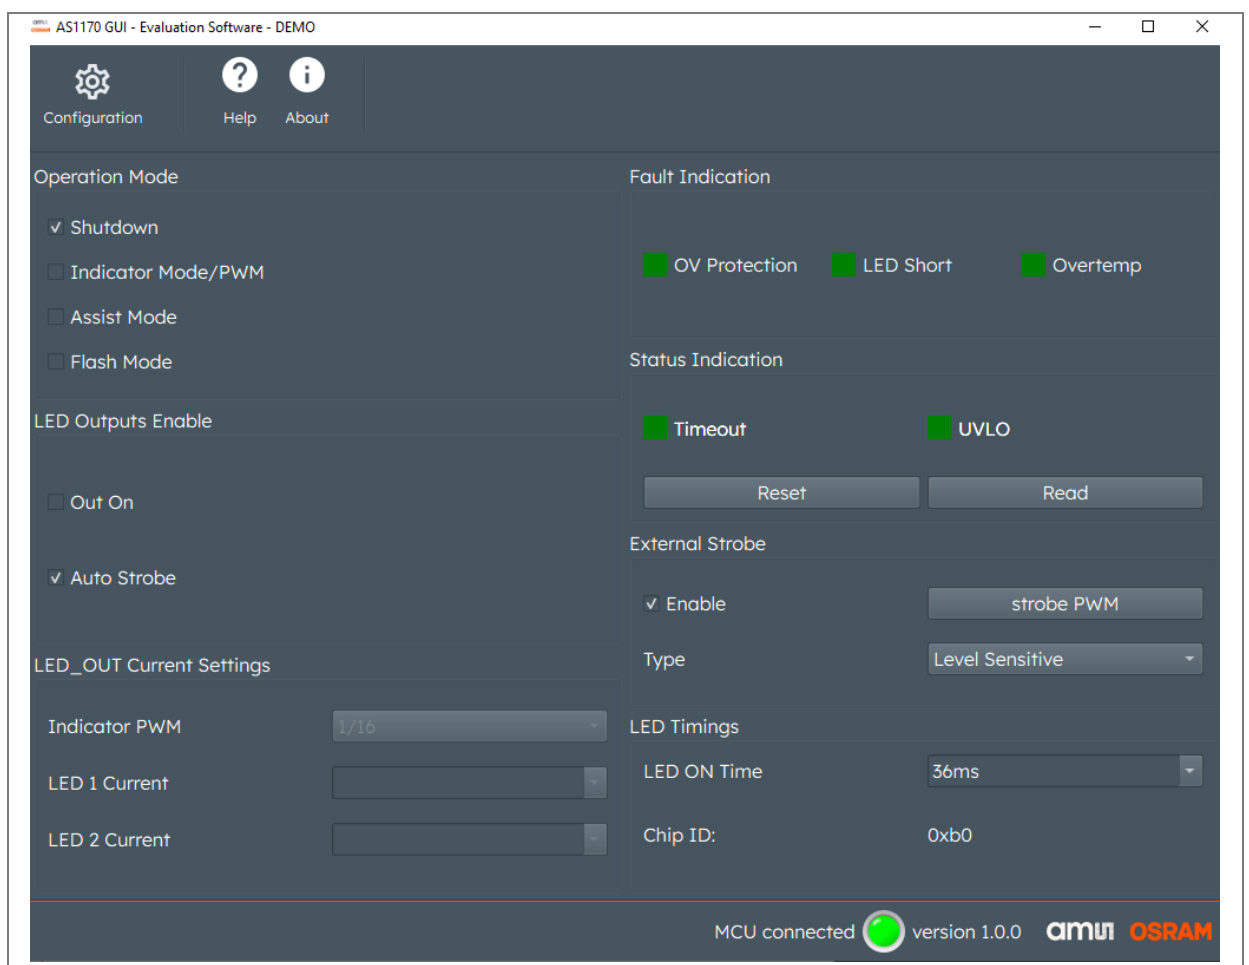 am OSRAM AS1170 GUI - Evaluation Software - DEMO
Configuration
Help
About
Operation Mode
Shutdown
Indicator Mode/PWM
Assist Mode
Flash Mode
LED Outputs Enable
Out On
Auto Strobe
LED_OUT Current Settings
Indicator PWM 1/16
LED 1 Current
LED 2 Current
Fault Indication
OV Protection LED Short Overtemp
Status Indication
Timeout UVLO
Reset Read
External Strobe
Enable strobe PWM
Type Level Sensitive
LED Timings
LED ON Time 36ms
Chip ID: 0xb0
MCU connected version 1.0.0 amu OSRAM